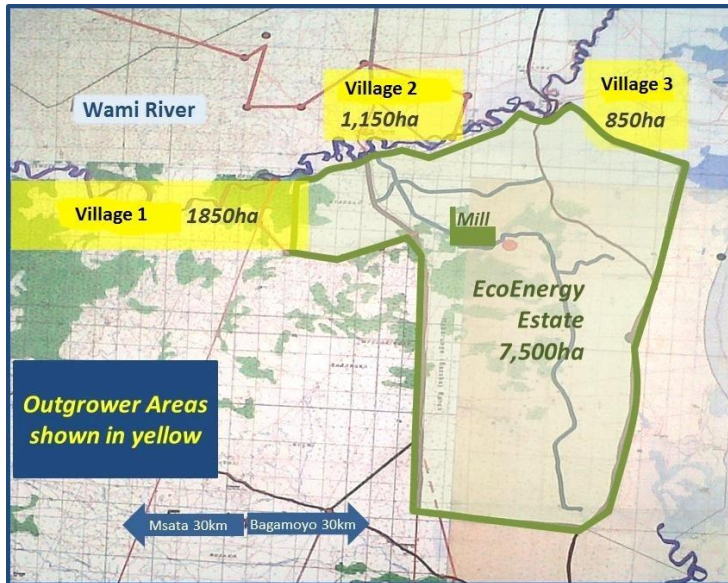 Village 2
1,150ha
Village 3
850ha
Wami River
Village 1 1850ha
Mill
EcoEnergy
Estate
7,500ha
Outgrower Areas
shown in yellow
Msata 30km Bagamoyo 30km